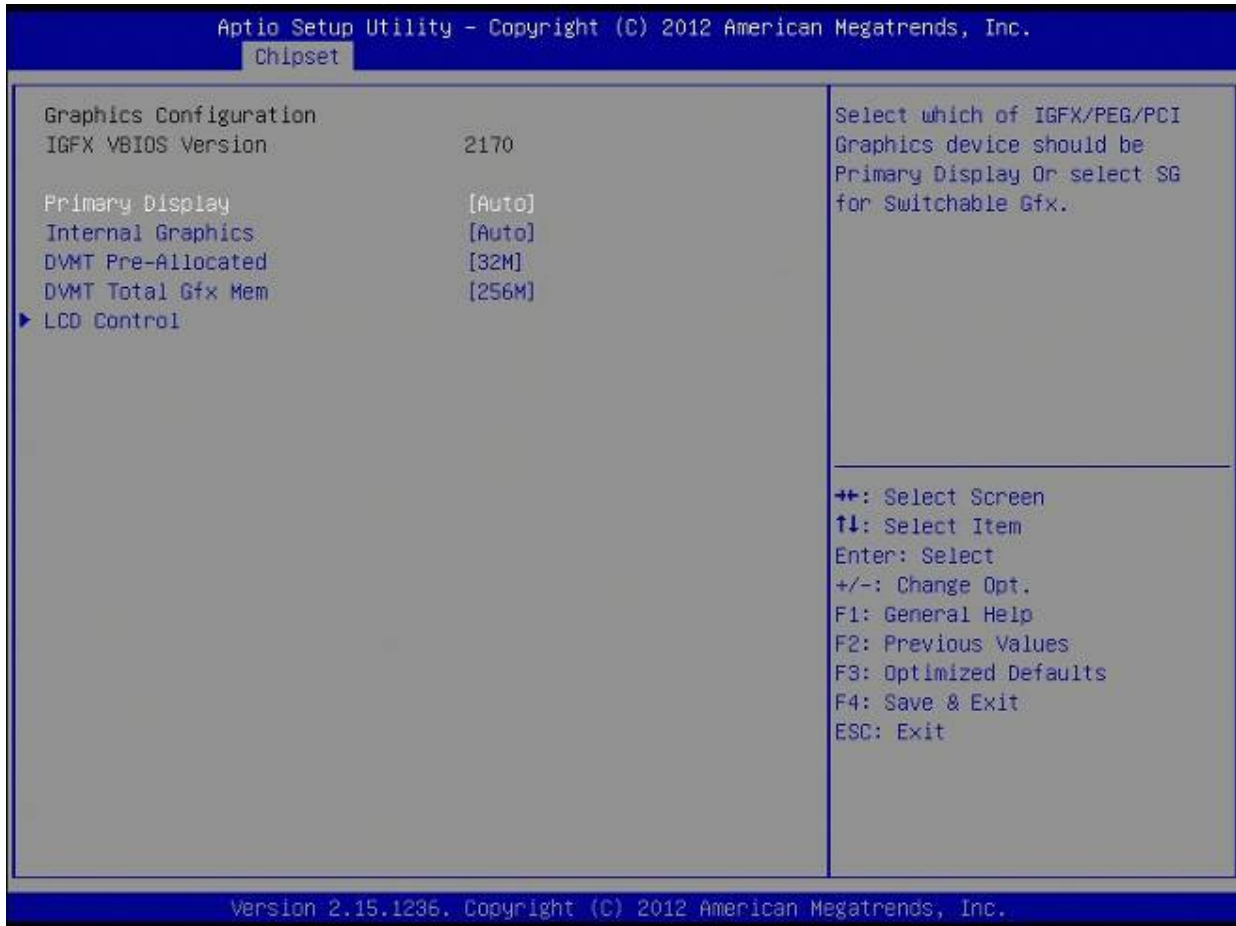 Aptio Setup Utility – Copyright (C) 2012 American Megatrends, Inc.
Chipset
Graphics Configuration
IGFX VBIOS Version 2170
Primary Display [Auto]
Internal Graphics [Auto]
DVMT Pre-Allocated [32M]
DVMT Total Gfx Mem [256M]
▶ LCD Control
Select which of IGFX/PEG/PCI
Graphics device should be
Primary Display Or select SG
for Switchable Gfx.
→←: Select Screen
↑↓: Select Item
Enter: Select
+/-: Change Opt.
F1: General Help
F2: Previous Values
F3: Optimized Defaults
F4: Save & Exit
ESC: Exit
Version 2.15.1236. Copyright (C) 2012 American Megatrends, Inc.